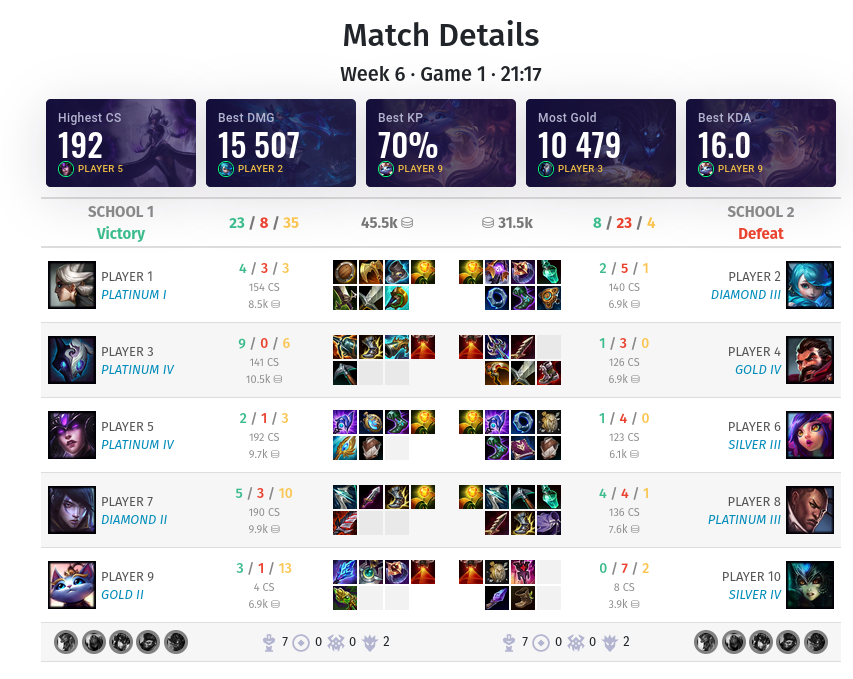 Match Details
Week 6 · Game 1 · 21:17
Highest CS
192
PLAYER 5
Best DMG
15 507
PLAYER 2
Best KP
70%
PLAYER 9
Most Gold
10 479
PLAYER 3
Best KDA
16.0
PLAYER 9
SCHOOL 1
Victory
23 / 8 / 35
45.5k
31.5k
8 / 23 / 4
SCHOOL 2
Defeat
PLAYER 1
PLATINUM I
4 / 3 / 3
154 CS
8.5k
2 / 5 / 1
140 CS
6.9k
PLAYER 2
DIAMOND III
PLAYER 3
PLATINUM IV
9 / 0 / 6
141 CS
10.5k
1 / 3 / 0
126 CS
6.9k
PLAYER 4
GOLD IV
PLAYER 5
PLATINUM IV
2 / 1 / 3
192 CS
9.7k
1 / 4 / 0
123 CS
6.1k
PLAYER 6
SILVER III
PLAYER 7
DIAMOND II
5 / 3 / 10
190 CS
9.9k
4 / 4 / 1
136 CS
7.6k
PLAYER 8
PLATINUM III
PLAYER 9
GOLD II
3 / 1 / 13
4 CS
6.9k
0 / 7 / 2
8 CS
3.9k
PLAYER 10
SILVER IV
7 0 0 2
7 0 0 2